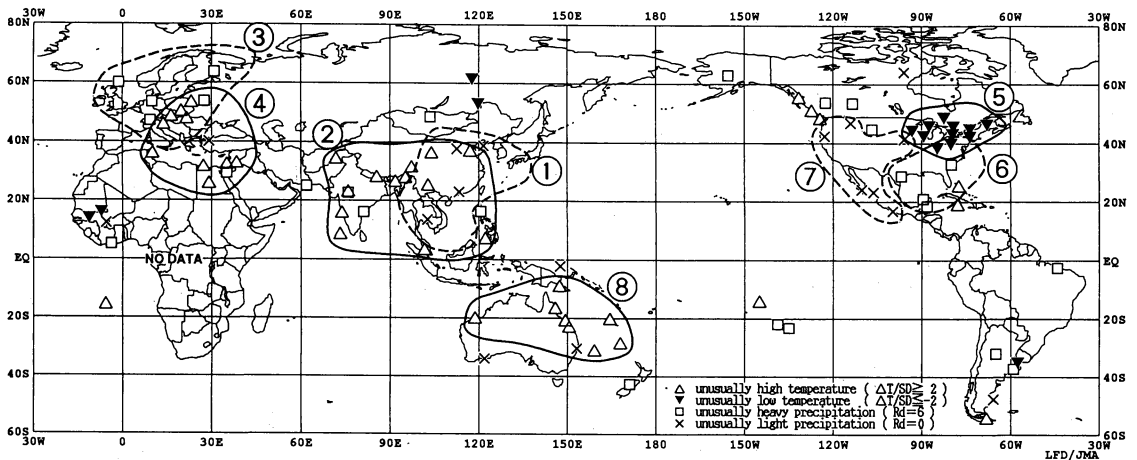 30W 0 30E 60E 90E 120E 150E 180 150W 120W 90W 60W 30W
80N 80N
60N 60N
40N 40N
20N 20N
EQ EQ
20S 20S
40S 40S
60S 60S
③
④
②
①
⑤
⑥
⑦
⑧
NO DATA
△ unusually high temperature ( △T/SD≧ 2 )
▼ unusually low temperature ( △T/SD≦-2 )
□ unusually heavy precipitation ( Rd=6 )
× unusually light precipitation ( Rd=0 )
30W 0 30E 60E 90E 120E 150E 180 150W 120W 90W 60W 30W
LFD/JMA